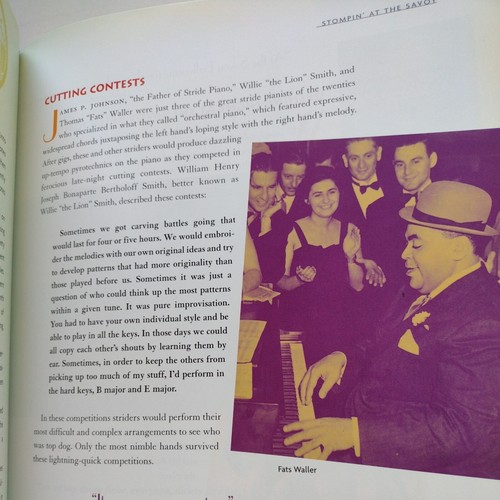 STOMPIN' AT THE SAVOY
CUTTING CONTESTS
JAMES P. JOHNSON, "the Father of Stride Piano," Willie "the Lion" Smith, and
Thomas "Fats" Waller were just three of the great stride pianists of the twenties
who specialized in what they called "orchestral piano," which featured expressive,
widespread chords juxtaposing the left hand's loping style with the right hand's melody.
After gigs, these and other striders would produce dazzling
up-tempo pyrotechnics on the piano as they competed in
ferocious late-night cutting contests. William Henry
Joseph Bonaparte Bertholoff Smith, better known as
Willie "the Lion" Smith, described these contests:
Sometimes we got carving battles going that
would last for four or five hours. We would embroi-
der the melodies with our own original ideas and try
to develop patterns that had more originality than
those played before us. Sometimes it was just a
question of who could think up the most patterns
within a given tune. It was pure improvisation.
You had to have your own individual style and be
able to play in all the keys. In those days we could
all copy each other's shouts by learning them by
ear. Sometimes, in order to keep the others from
picking up too much of my stuff, I'd perform in
the hard keys, B major and E major.
In these competitions striders would perform their
most difficult and complex arrangements to see who
was top dog. Only the most nimble hands survived
these lightning-quick competitions.
Fats Waller